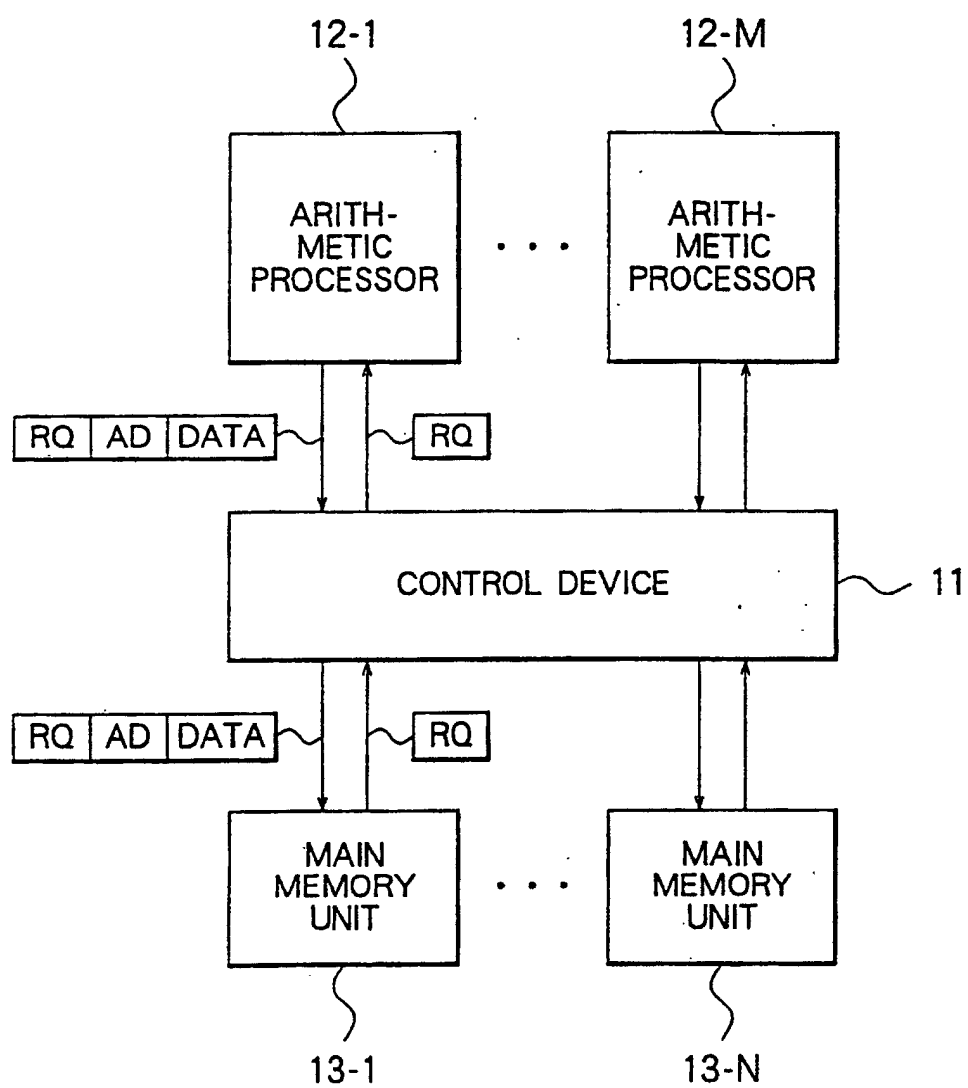 12-1
12-M
ARITH-
METIC
PROCESSOR
ARITH-
METIC
PROCESSOR
RQ AD DATA
RQ
CONTROL DEVICE
11
RQ AD DATA
RQ
MAIN
MEMORY
UNIT
MAIN
MEMORY
UNIT
13-1
13-N